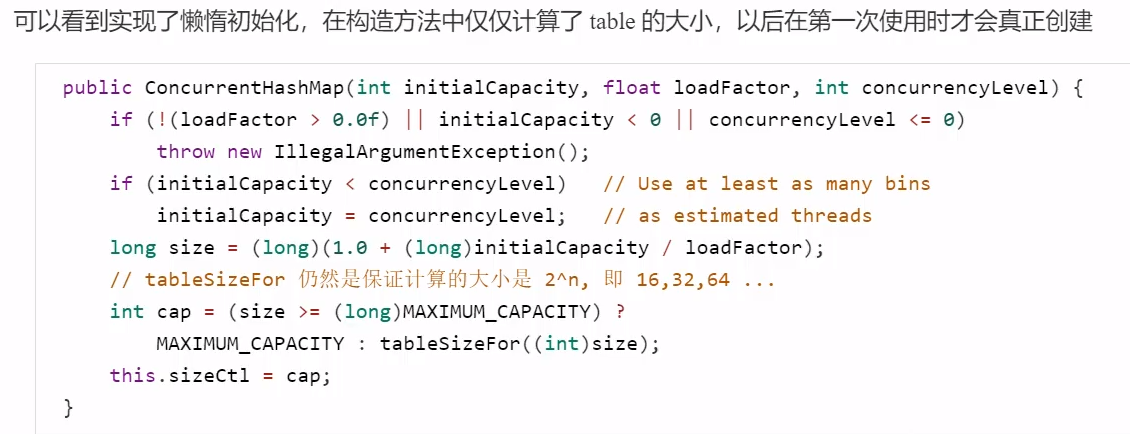 可以看到实现了懒惰初始化，在构造方法中仅仅计算了 table 的大小，以后在第一次使用时才会真正创建
public ConcurrentHashMap(int initialCapacity, float loadFactor, int concurrencyLevel) {
    if (!(loadFactor > 0.0f) || initialCapacity < 0 || concurrencyLevel <= 0)
        throw new IllegalArgumentException();
    if (initialCapacity < concurrencyLevel)   // Use at least as many bins
        initialCapacity = concurrencyLevel;   // as estimated threads
    long size = (long)(1.0 + (long)initialCapacity / loadFactor);
    // tableSizeFor 仍然是保证计算的大小是 2^n, 即 16,32,64 ...
    int cap = (size >= (long)MAXIMUM_CAPACITY) ?
        MAXIMUM_CAPACITY : tableSizeFor((int)size);
    this.sizeCtl = cap;
}